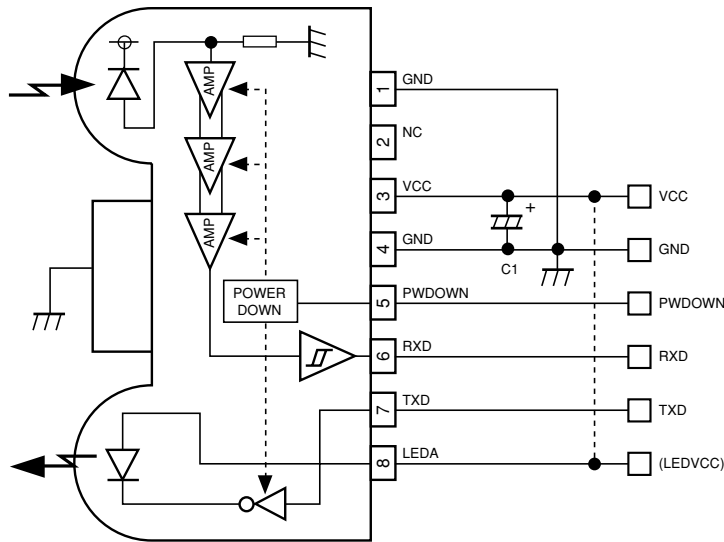 AMP
AMP
AMP
POWER
DOWN
1 GND
2 NC
3 VCC
4 GND
5 PWDOWN
6 RXD
7 TXD
8 LEDA
+
C1
VCC
GND
PWDOWN
RXD
TXD
(LEDVCC)